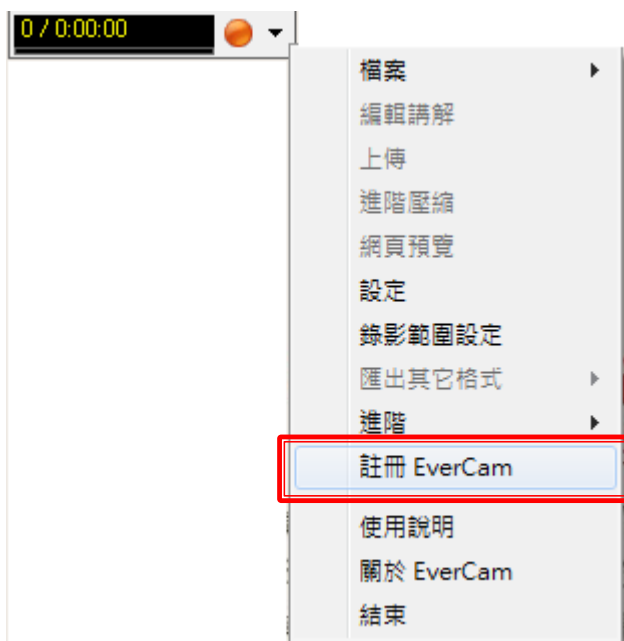 0 / 0:00:00
檔案
編輯講解
上傳
進階壓縮
網頁預覽
設定
錄影範圍設定
匯出其它格式
進階
註冊 EverCam
使用說明
關於 EverCam
結束